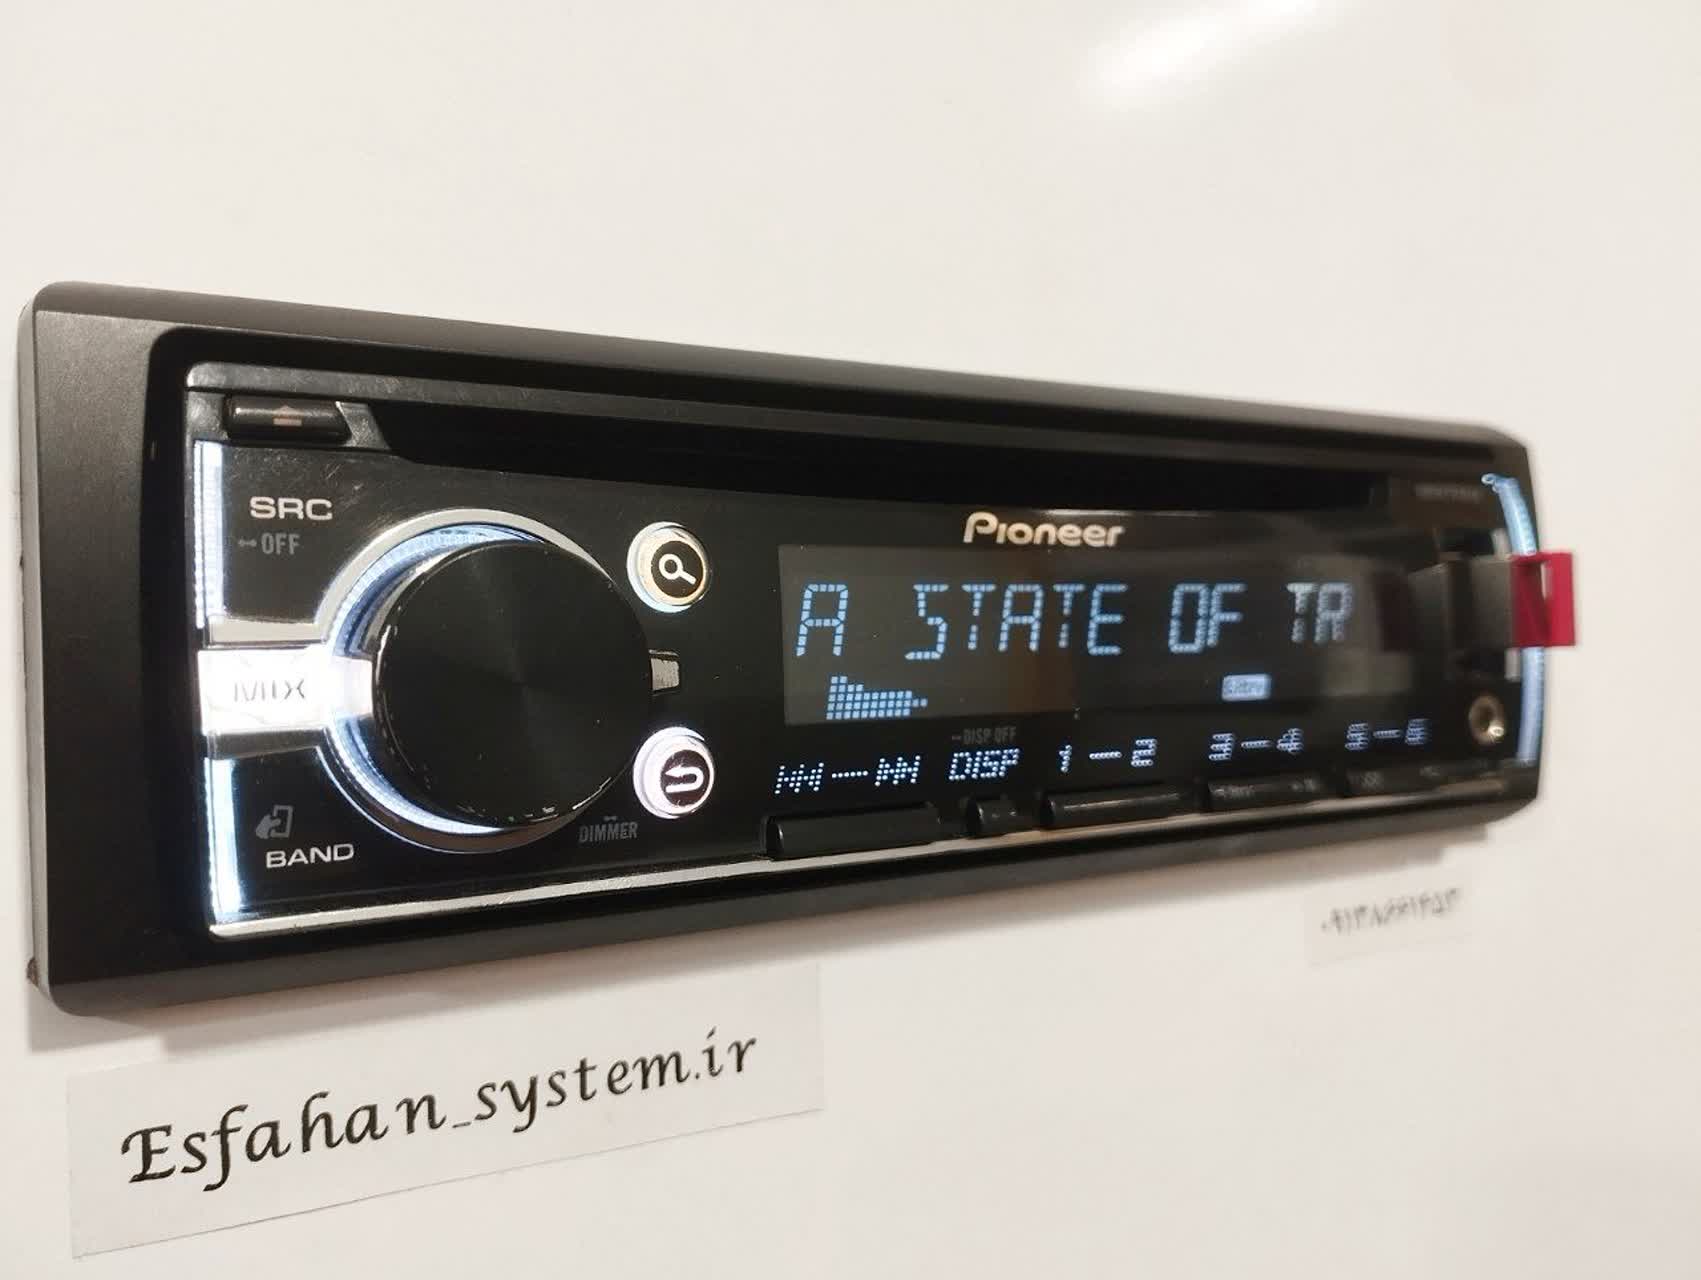 SRC
OFF
Pioneer
A STATE OF TR
MIX
DISP OFF
DISP 1 2 3 4 5 6
DIMMER
BAND
Esfahan_system.ir